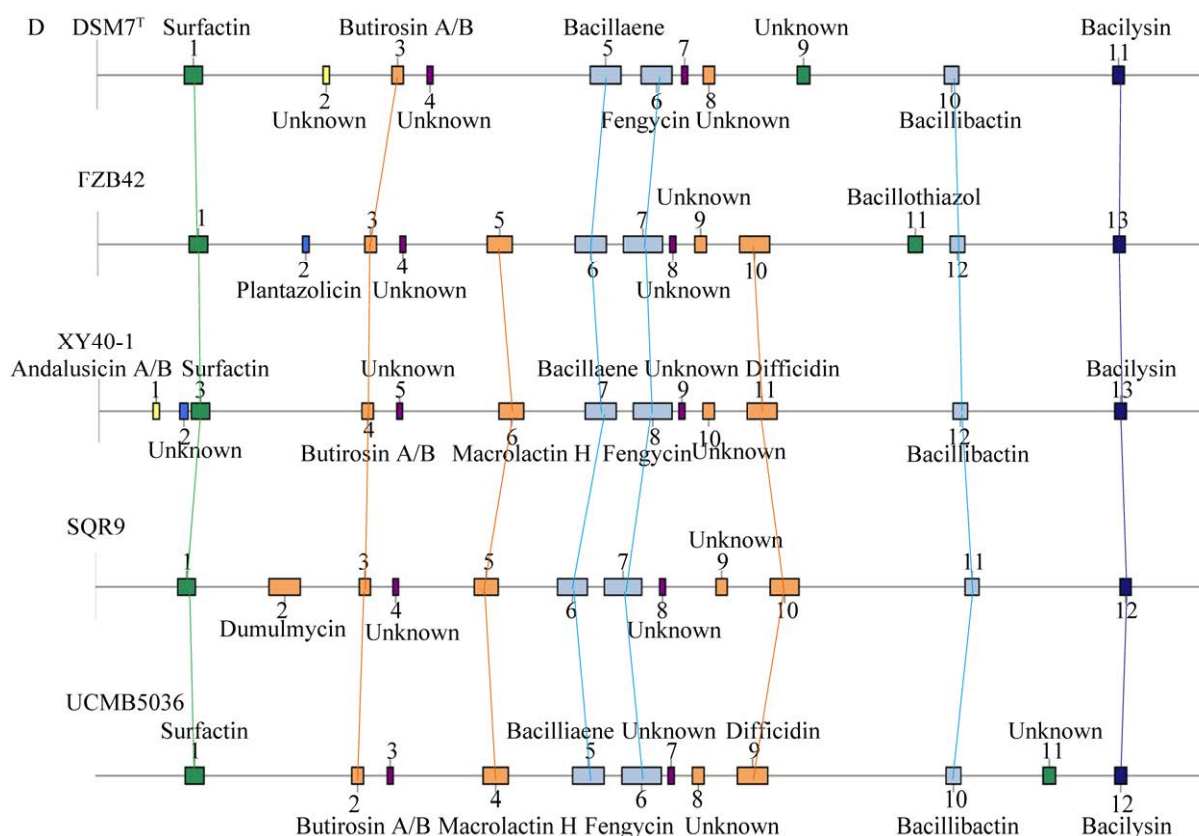 D DSM7ᵀ Surfactin Butirosin A/B Bacillaene Unknown Bacilysin
1 3 5 7 9 11
2 4 6 8 10
Unknown Unknown Fengycin Unknown Bacillibactin
FZB42
Unknown Bacillothiazol
1 3 5 7 9 11 13
2 4 6 8 10 12
Plantazolicin Unknown Unknown
XY40-1
Andalusicin A/B Surfactin Unknown Bacillaene Unknown Difficidin Bacilysin
1 3 5 7 9 11 13
2 4 6 8 10 12
Unknown Butirosin A/B Macrolactin H Fengycin Unknown Bacillibactin
SQR9
Unknown
1 3 5 7 9 11
2 4 6 8 10 12
Dumulmycin Unknown Unknown
UCMB5036
Surfactin Bacilliaene Unknown Difficidin Unknown
1 3 5 7 9 11
2 4 6 8 10 12
Butirosin A/B Macrolactin H Fengycin Unknown Bacillibactin Bacilysin